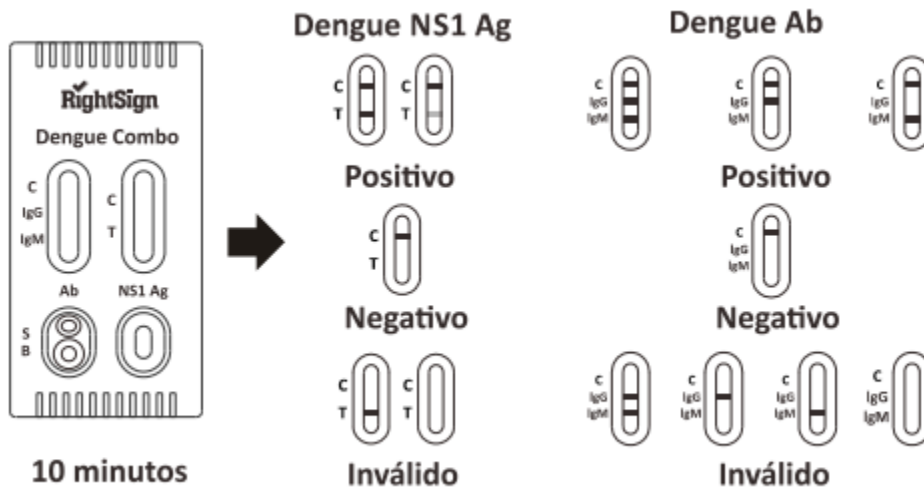 RightSign
Dengue Combo
C
IgG
IgM
C
T
Ab
NS1 Ag
S
B
10 minutos
Dengue NS1 Ag
C
T
C
T
Positivo
C
T
Negativo
C
T
C
T
Inválido
Dengue Ab
C
IgG
IgM
C
IgG
IgM
C
IgG
IgM
Positivo
C
IgG
IgM
Negativo
C
IgG
IgM
C
IgG
IgM
C
IgG
IgM
C
IgG
IgM
Inválido